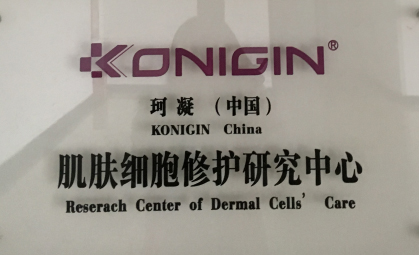 KONIGIN®
珂凝（中国）
KONIGIN China
肌肤细胞修护研究中心
Reserach Center of Dermal Cells' Care